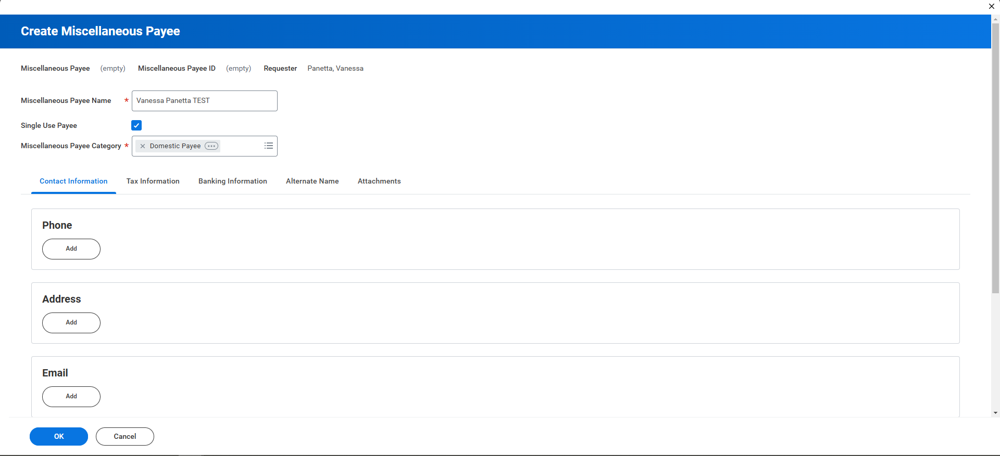 Create Miscellaneous Payee
Miscellaneous Payee (empty) Miscellaneous Payee ID (empty) Requester Panetta, Vanessa
Miscellaneous Payee Name * Vanessa Panetta TEST
Single Use Payee
Miscellaneous Payee Category * Domestic Payee
Contact Information Tax Information Banking Information Alternate Name Attachments
Phone
Add
Address
Add
Email
Add
OK Cancel